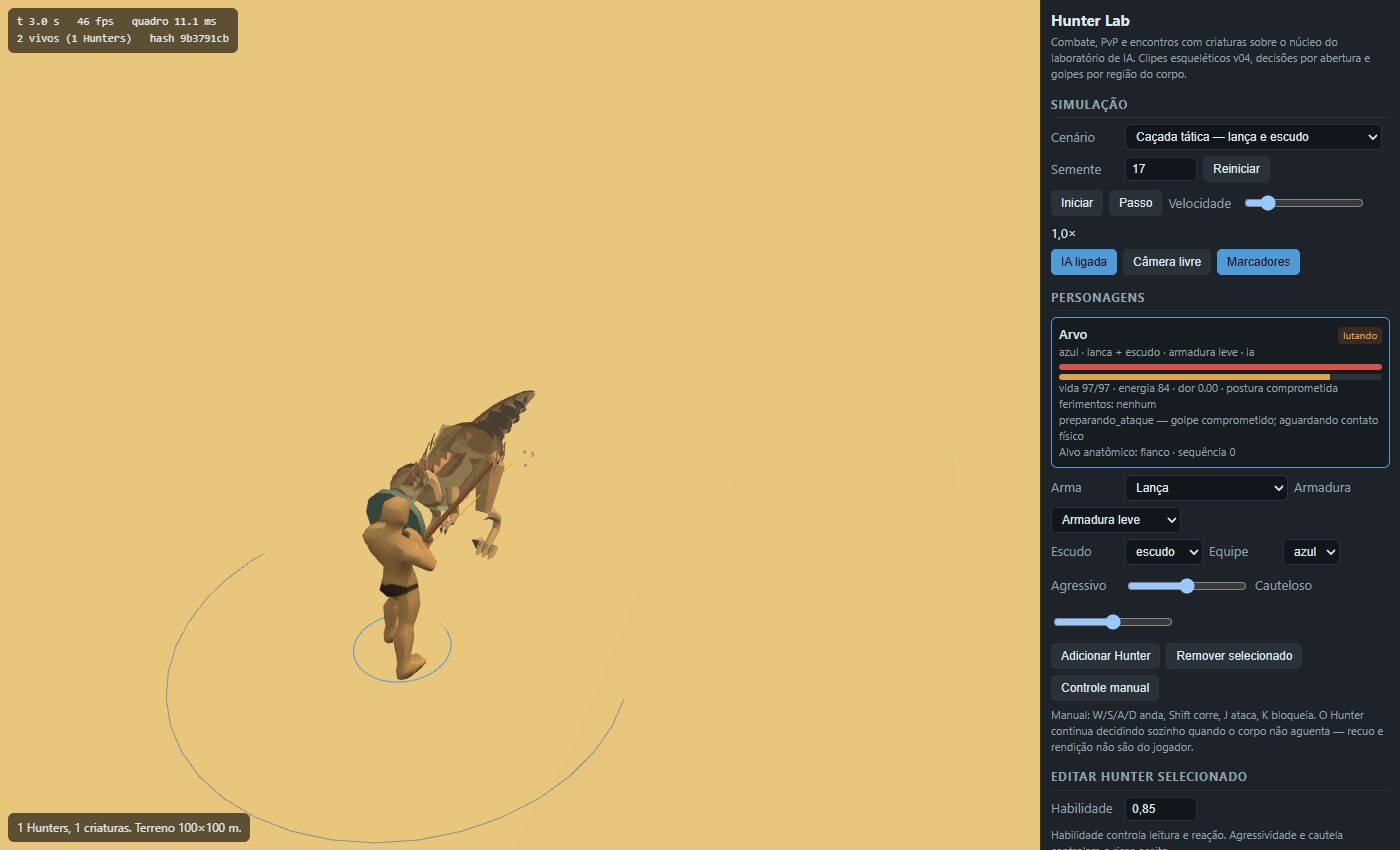 t 3.0 s   46 fps   quadro 11.1 ms
2 vivos (1 Hunters)   hash 9b3791cb
1 Hunters, 1 criaturas. Terreno 100×100 m.
Hunter Lab
Combate, PvP e encontros com criaturas sobre o núcleo do
laboratório de IA. Clipes esqueléticos v04, decisões por abertura e
golpes por região do corpo.
SIMULAÇÃO
Cenário Caçada tática — lança e escudo
Semente 17 Reiniciar
Iniciar Passo Velocidade
1,0×
IA ligada Câmera livre Marcadores
PERSONAGENS
Arvo lutando
azul · lanca + escudo · armadura leve · ia
vida 97/97 · energia 84 · dor 0.00 · postura comprometida
ferimentos: nenhum
preparando_ataque — golpe comprometido; aguardando contato
físico
Alvo anatômico: flanco · sequência 0
Arma Lança Armadura
Armadura leve
Escudo escudo Equipe azul
Agressivo Cauteloso
Adicionar Hunter Remover selecionado
Controle manual
Manual: W/S/A/D anda, Shift corre, J ataca, K bloqueia. O Hunter
continua decidindo sozinho quando o corpo não aguenta — recuo e
rendição não são do jogador.
EDITAR HUNTER SELECIONADO
Habilidade 0,85
Habilidade controla leitura e reação. Agressividade e cautela